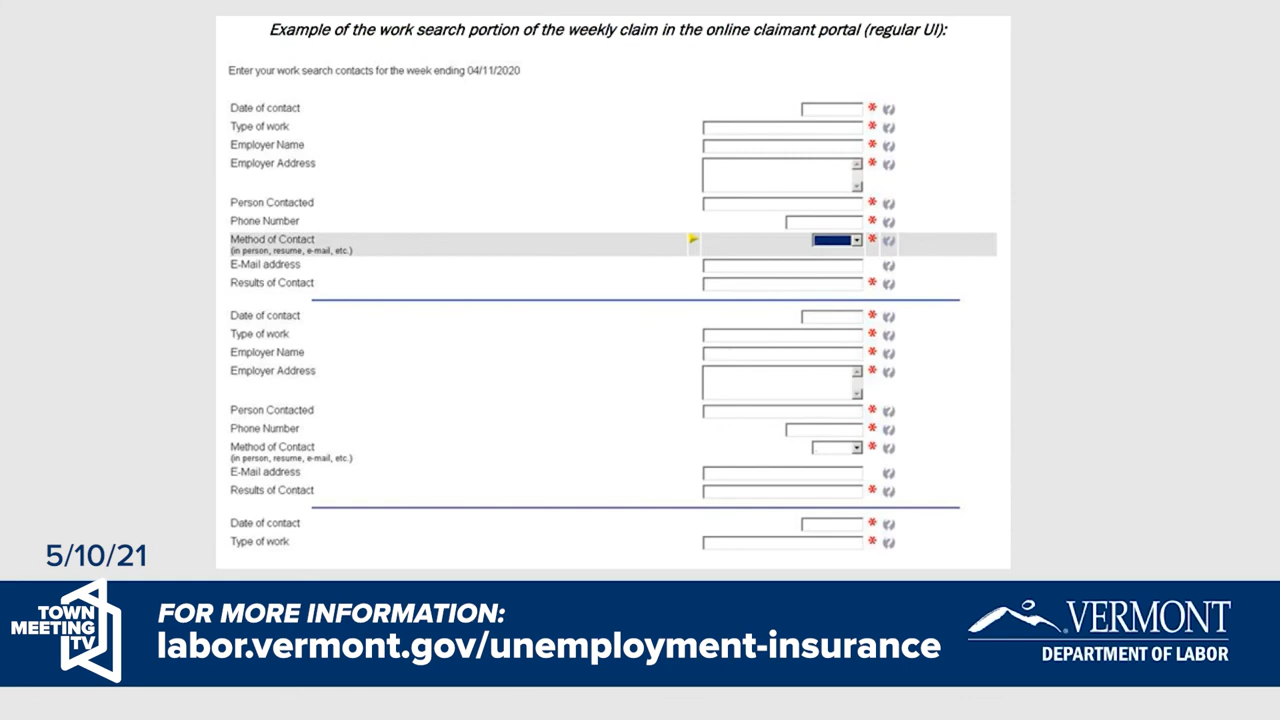 Example of the work search portion of the weekly claim in the online claimant portal (regular UI):
Enter your work search contacts for the week ending 04/11/2020
Date of contact *
Type of work *
Employer Name *
Employer Address *
Person Contacted *
Phone Number *
Method of Contact *
(in person, resume, e-mail, etc.)
E-Mail address
Results of Contact *
Date of contact *
Type of work *
Employer Name *
Employer Address *
Person Contacted *
Phone Number *
Method of Contact *
(in person, resume, e-mail, etc.)
E-Mail address
Results of Contact *
Date of contact *
Type of work *
5/10/21
TOWN
MEETING
TV
FOR MORE INFORMATION:
labor.vermont.gov/unemployment-insurance
VERMONT
DEPARTMENT OF LABOR